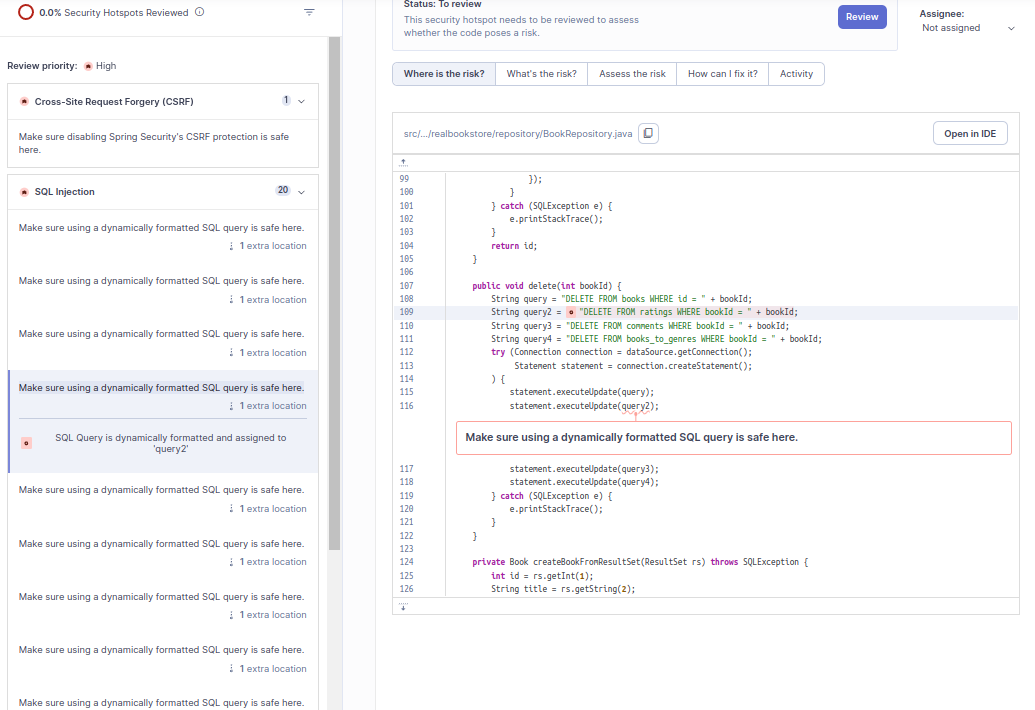 0.0% Security Hotspots Reviewed
Review priority: High
Cross-Site Request Forgery (CSRF) 1
Make sure disabling Spring Security's CSRF protection is safe
here.
SQL Injection 20
Make sure using a dynamically formatted SQL query is safe here.
1 extra location
Make sure using a dynamically formatted SQL query is safe here.
1 extra location
Make sure using a dynamically formatted SQL query is safe here.
1 extra location
Make sure using a dynamically formatted SQL query is safe here.
1 extra location
SQL Query is dynamically formatted and assigned to
'query2'
Make sure using a dynamically formatted SQL query is safe here.
1 extra location
Make sure using a dynamically formatted SQL query is safe here.
1 extra location
Make sure using a dynamically formatted SQL query is safe here.
1 extra location
Make sure using a dynamically formatted SQL query is safe here.
1 extra location
Make sure using a dynamically formatted SQL query is safe here.
Status: To review
This security hotspot needs to be reviewed to assess
whether the code poses a risk.
Review
Assignee:
Not assigned
Where is the risk? What's the risk? Assess the risk How can I fix it? Activity
src/.../realbookstore/repository/BookRepository.java
Open in IDE
99 });
100 }
101 } catch (SQLException e) {
102 e.printStackTrace();
103 }
104 return id;
105 }
106
107 public void delete(int bookId) {
108 String query = "DELETE FROM books WHERE id = " + bookId;
109 String query2 = "DELETE FROM ratings WHERE bookId = " + bookId;
110 String query3 = "DELETE FROM comments WHERE bookId = " + bookId;
111 String query4 = "DELETE FROM books_to_genres WHERE bookId = " + bookId;
112 try (Connection connection = dataSource.getConnection();
113 Statement statement = connection.createStatement();
114 ) {
115 statement.executeUpdate(query);
116 statement.executeUpdate(query2);
Make sure using a dynamically formatted SQL query is safe here.
117 statement.executeUpdate(query3);
118 statement.executeUpdate(query4);
119 } catch (SQLException e) {
120 e.printStackTrace();
121 }
122 }
123
124 private Book createBookFromResultSet(ResultSet rs) throws SQLException {
125 int id = rs.getInt(1);
126 String title = rs.getString(2);